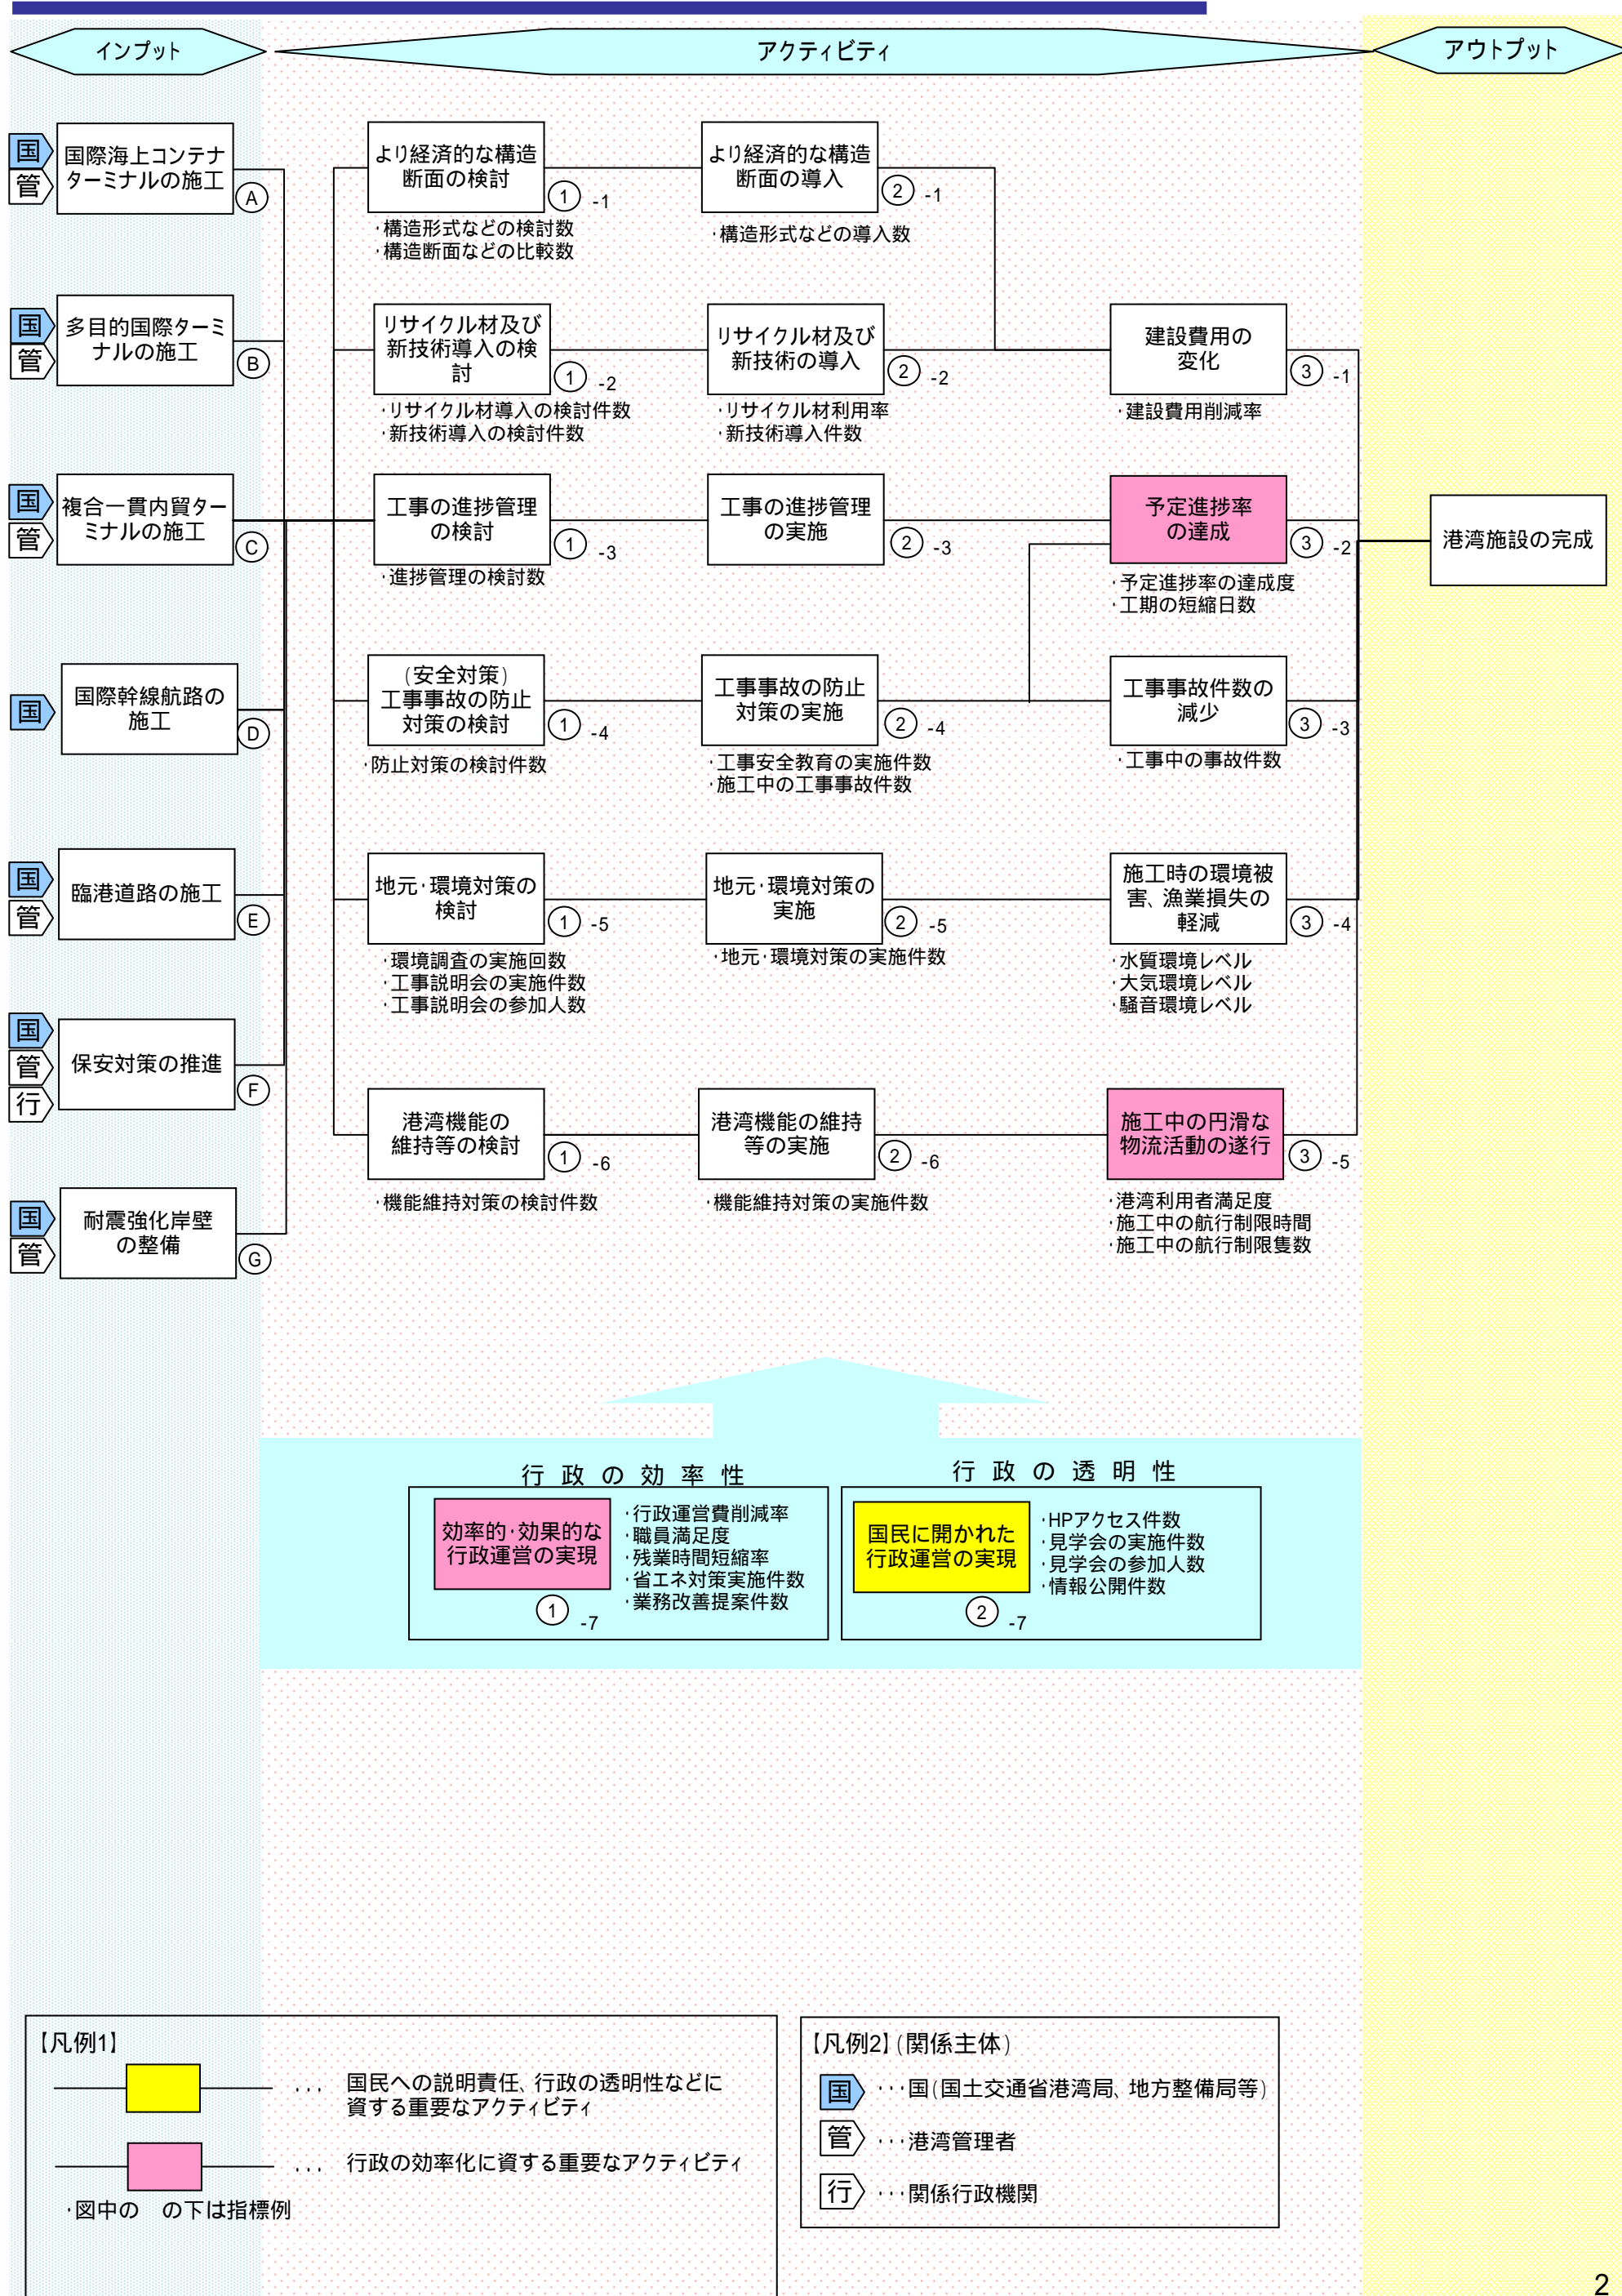 インプット
アクティビティ
アウトプット
国
管
国際海上コンテナ
ターミナルの施工
A
国
管
多目的国際ターミ
ナルの施工
B
国
管
複合一貫内貿ター
ミナルの施工
C
国
国際幹線航路の
施工
D
国
管
臨港道路の施工
E
国
管
行
保安対策の推進
F
国
管
耐震強化岸壁
の整備
G
より経済的な構造
断面の検討
① -1
・構造形式などの検討数
・構造断面などの比較数
より経済的な構造
断面の導入
② -1
・構造形式などの導入数
リサイクル材及び
新技術導入の検
討
① -2
・リサイクル材導入の検討件数
・新技術導入の検討件数
リサイクル材及び
新技術の導入
② -2
・リサイクル材利用率
・新技術導入件数
建設費用の
変化
③ -1
・建設費用削減率
工事の進捗管理
の検討
① -3
・進捗管理の検討数
工事の進捗管理
の実施
② -3
予定進捗率
の達成
③ -2
・予定進捗率の達成度
・工期の短縮日数
港湾施設の完成
(安全対策)
工事事故の防止
対策の検討
① -4
・防止対策の検討件数
工事事故の防止
対策の実施
② -4
・工事安全教育の実施件数
・施工中の工事事故件数
工事事故件数の
減少
③ -3
・工事中の事故件数
地元・環境対策の
検討
① -5
・環境調査の実施回数
・工事説明会の実施件数
・工事説明会の参加人数
地元・環境対策の
実施
② -5
・地元・環境対策の実施件数
施工時の環境被
害、漁業損失の
軽減
③ -4
・水質環境レベル
・大気環境レベル
・騒音環境レベル
港湾機能の
維持等の検討
① -6
・機能維持対策の検討件数
港湾機能の維持
等の実施
② -6
・機能維持対策の実施件数
施工中の円滑な
物流活動の遂行
③ -5
・港湾利用者満足度
・施工中の航行制限時間
・施工中の航行制限隻数
行政の効率性
効率的・効果的な
行政運営の実現
① -7
・行政運営費削減率
・職員満足度
・残業時間短縮率
・省エネ対策実施件数
・業務改善提案件数
行政の透明性
国民に開かれた
行政運営の実現
② -7
・HPアクセス件数
・見学会の実施件数
・見学会の参加人数
・情報公開件数
【凡例1】
・・・ 国民への説明責任、行政の透明性などに
資する重要なアクティビティ
・・・ 行政の効率化に資する重要なアクティビティ
・図中の　の下は指標例
【凡例2】(関係主体)
国 ・・・国(国土交通省港湾局、地方整備局等)
管 ・・・港湾管理者
行 ・・・関係行政機関
2